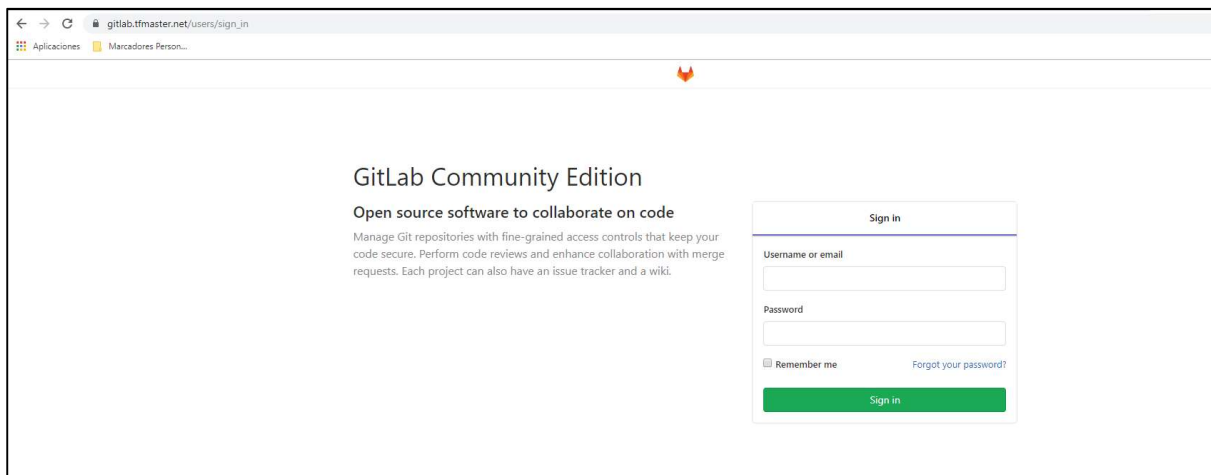 gitlab.tfmaster.net/users/sign_in
Aplicaciones Marcadores Person...
GitLab Community Edition
Open source software to collaborate on code
Manage Git repositories with fine-grained access controls that keep your
code secure. Perform code reviews and enhance collaboration with merge
requests. Each project can also have an issue tracker and a wiki.
Sign in
Username or email
Password
Remember me Forgot your password?
Sign in